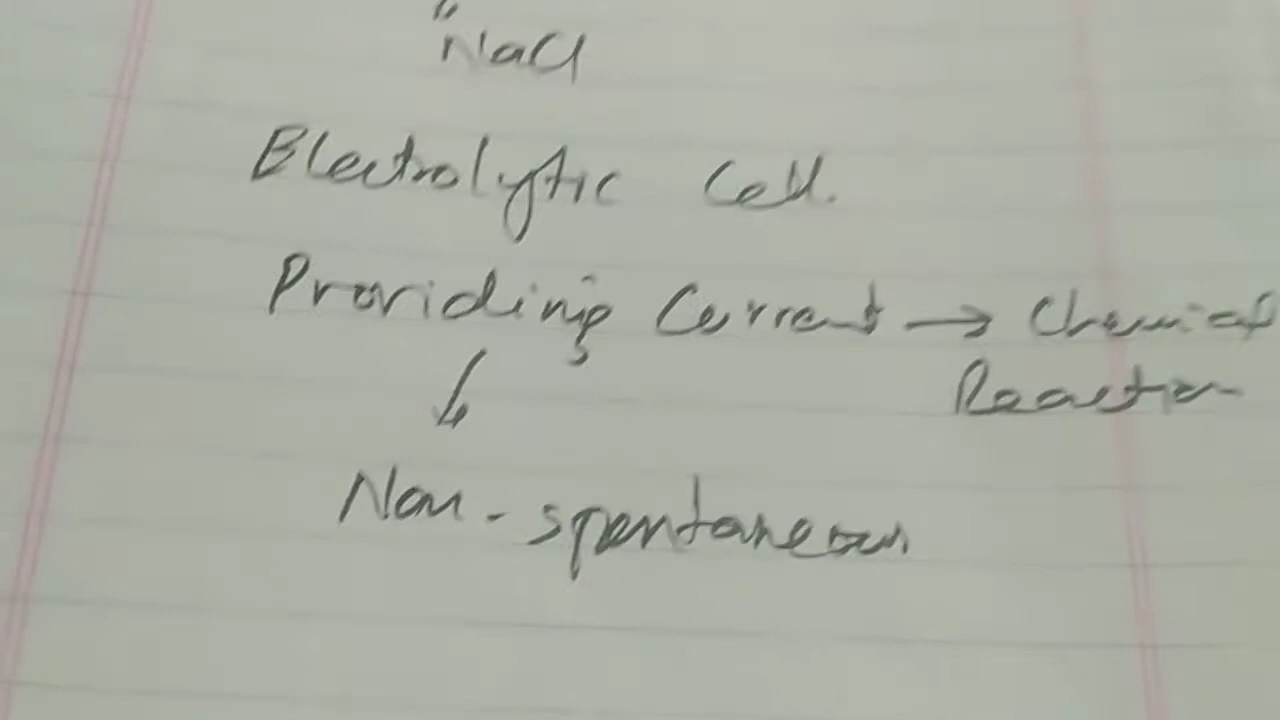 "NaCl
Electrolytic Cell.
Providing Current → Chemical
Reaction
Non-spontaneous